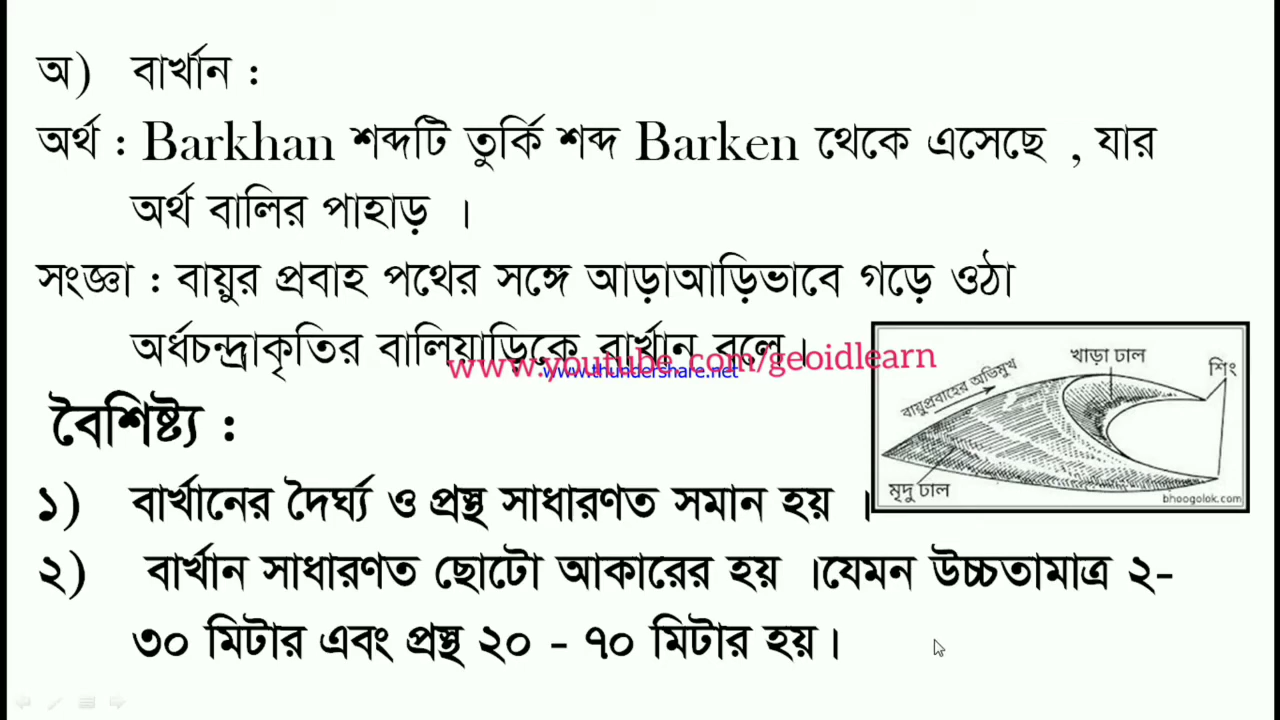 অ) বার্খান :
অর্থ : Barkhan শব্দটি তুর্কি শব্দ Barken থেকে এসেছে , যার
অর্থ বালির পাহাড় ।
সংজ্ঞা : বায়ুর প্রবাহ পথের সঙ্গে আড়াআড়িভাবে গড়ে ওঠা
অর্ধচন্দ্রাকৃতির বালিয়াড়িকে বার্খান বলে।
www.youtube.com/geoidlearn
www.thundershare.net
খাড়া ঢাল
শিং
বায়ুপ্রবাহের অভিমুখ
মৃদু ঢাল
bhoogolok.com
বৈশিষ্ট্য :
১) বার্খানের দৈর্ঘ্য ও প্রস্থ সাধারণত সমান হয় ।
২) বার্খান সাধারণত ছোটো আকারের হয় ।যেমন উচ্চতামাত্র ২-
৩০ মিটার এবং প্রস্থ ২০ - ৭০ মিটার হয়।